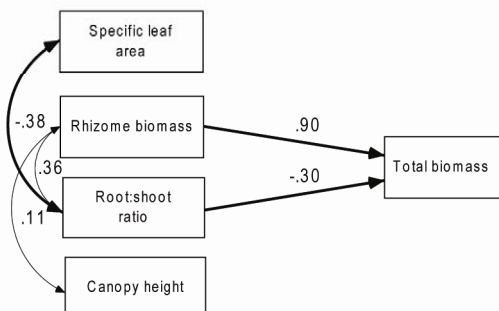 Specific leaf
area
-.38
Rhizome biomass
.90
Total biomass
.36
-.30
Root:shoot
ratio
.11
Canopy height